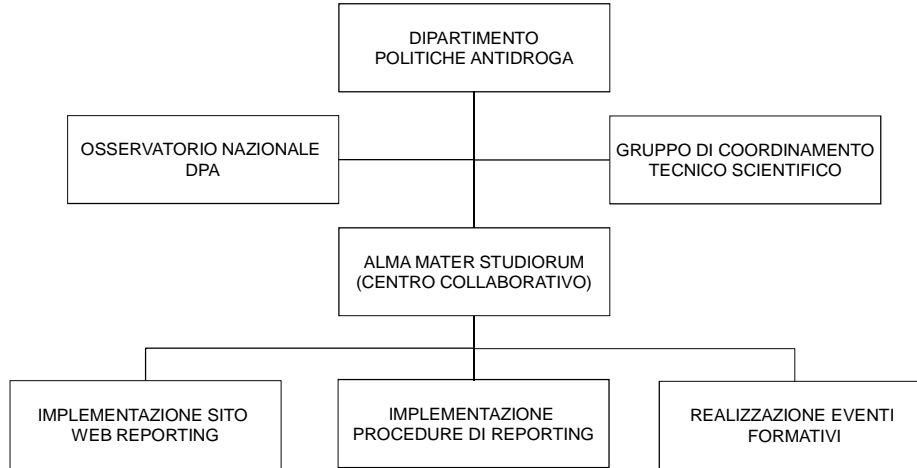 DIPARTIMENTO
POLITICHE ANTIDROGA
OSSERVATORIO NAZIONALE
DPA
GRUPPO DI COORDINAMENTO
TECNICO SCIENTIFICO
ALMA MATER STUDIORUM
(CENTRO COLLABORATIVO)
IMPLEMENTAZIONE SITO
WEB REPORTING
IMPLEMENTAZIONE
PROCEDURE DI REPORTING
REALIZZAZIONE EVENTI
FORMATIVI